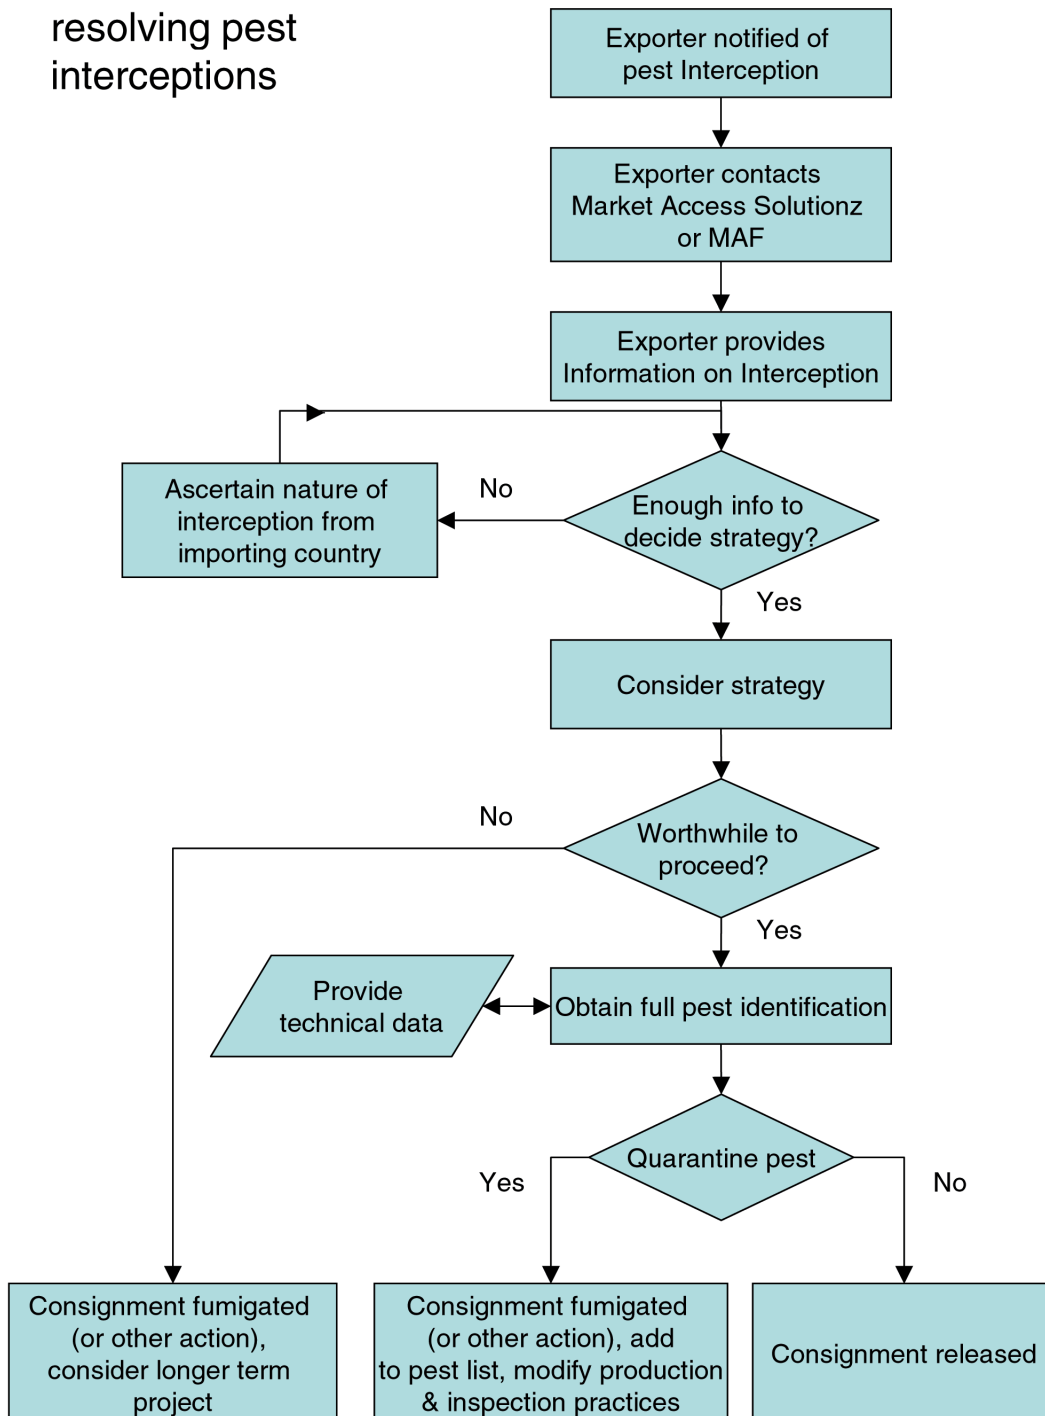 resolving pest
interceptions
Exporter notified of
pest Interception
Exporter contacts
Market Access Solutionz
or MAF
Exporter provides
Information on Interception
Ascertain nature of
interception from
importing country
No
Enough info to
decide strategy?
Yes
Consider strategy
No
Worthwhile to
proceed?
Yes
Provide
technical data
Obtain full pest identification
Quarantine pest
Yes
No
Consignment fumigated
(or other action),
consider longer term
project
Consignment fumigated
(or other action), add
to pest list, modify production
& inspection practices
Consignment released